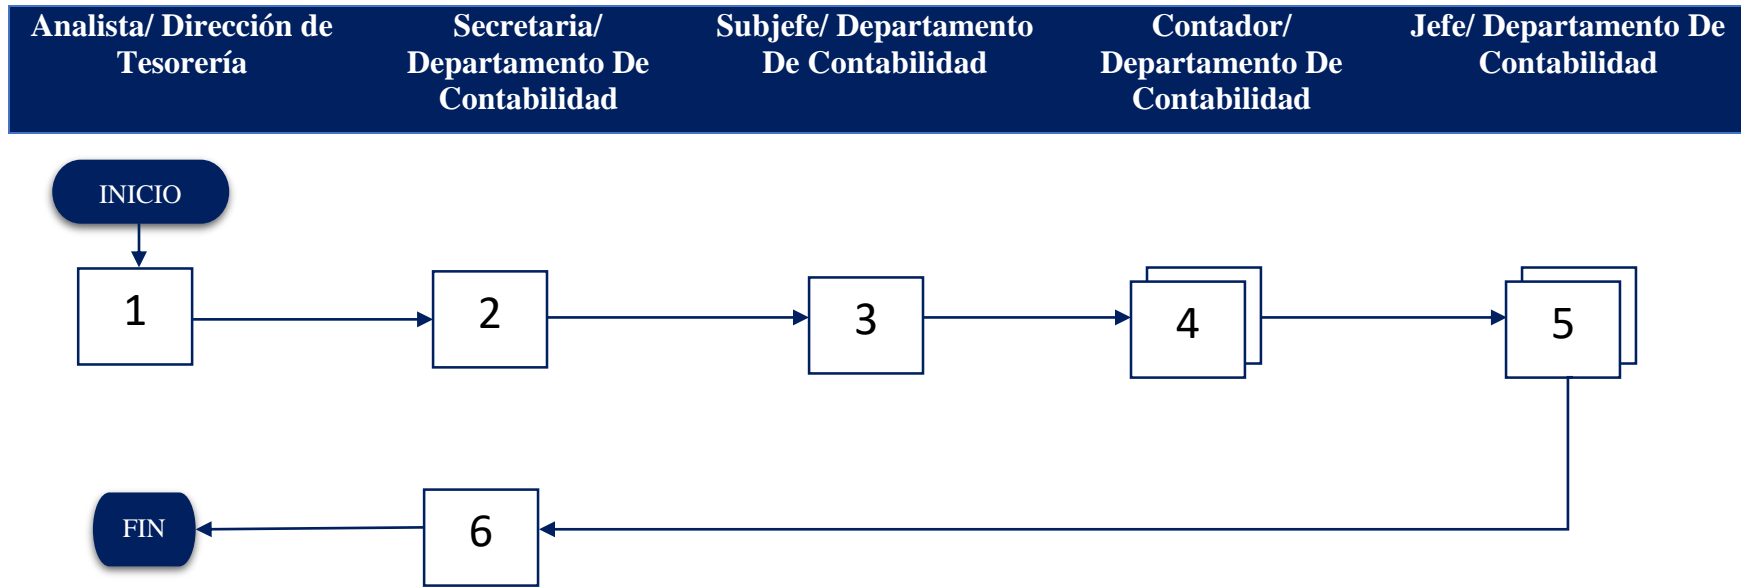 Analista/ Dirección de
Tesorería
Secretaria/
Departamento De
Contabilidad
Subjefe/ Departamento
De Contabilidad
Contador/
Departamento De
Contabilidad
Jefe/ Departamento De
Contabilidad
INICIO
1
2
3
4
5
FIN
6